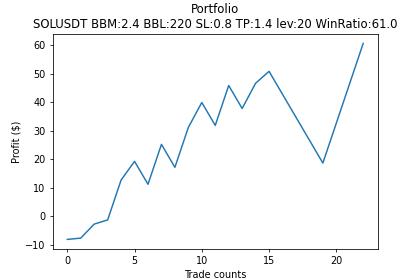 Portfolio
SOLUSDT BBM:2.4 BBL:220 SL:0.8 TP:1.4 lev:20 WinRatio:61.0
60
50
40
30
20
10
0
−10
Profit ($)
0 5 10 15 20
Trade counts